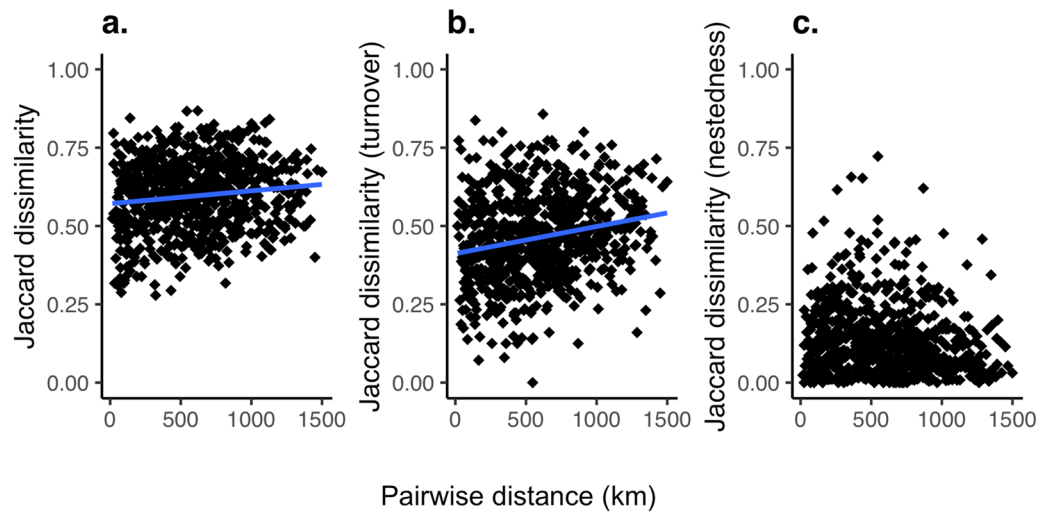 a.
Jaccard dissimilarity
1.00
0.75
0.50
0.25
0.00
0 500 1000 1500
b.
Jaccard dissimilarity (turnover)
1.00
0.75
0.50
0.25
0.00
0 500 1000 1500
c.
Jaccard dissimilarity (nestedness)
1.00
0.75
0.50
0.25
0.00
0 500 1000 1500
Pairwise distance (km)